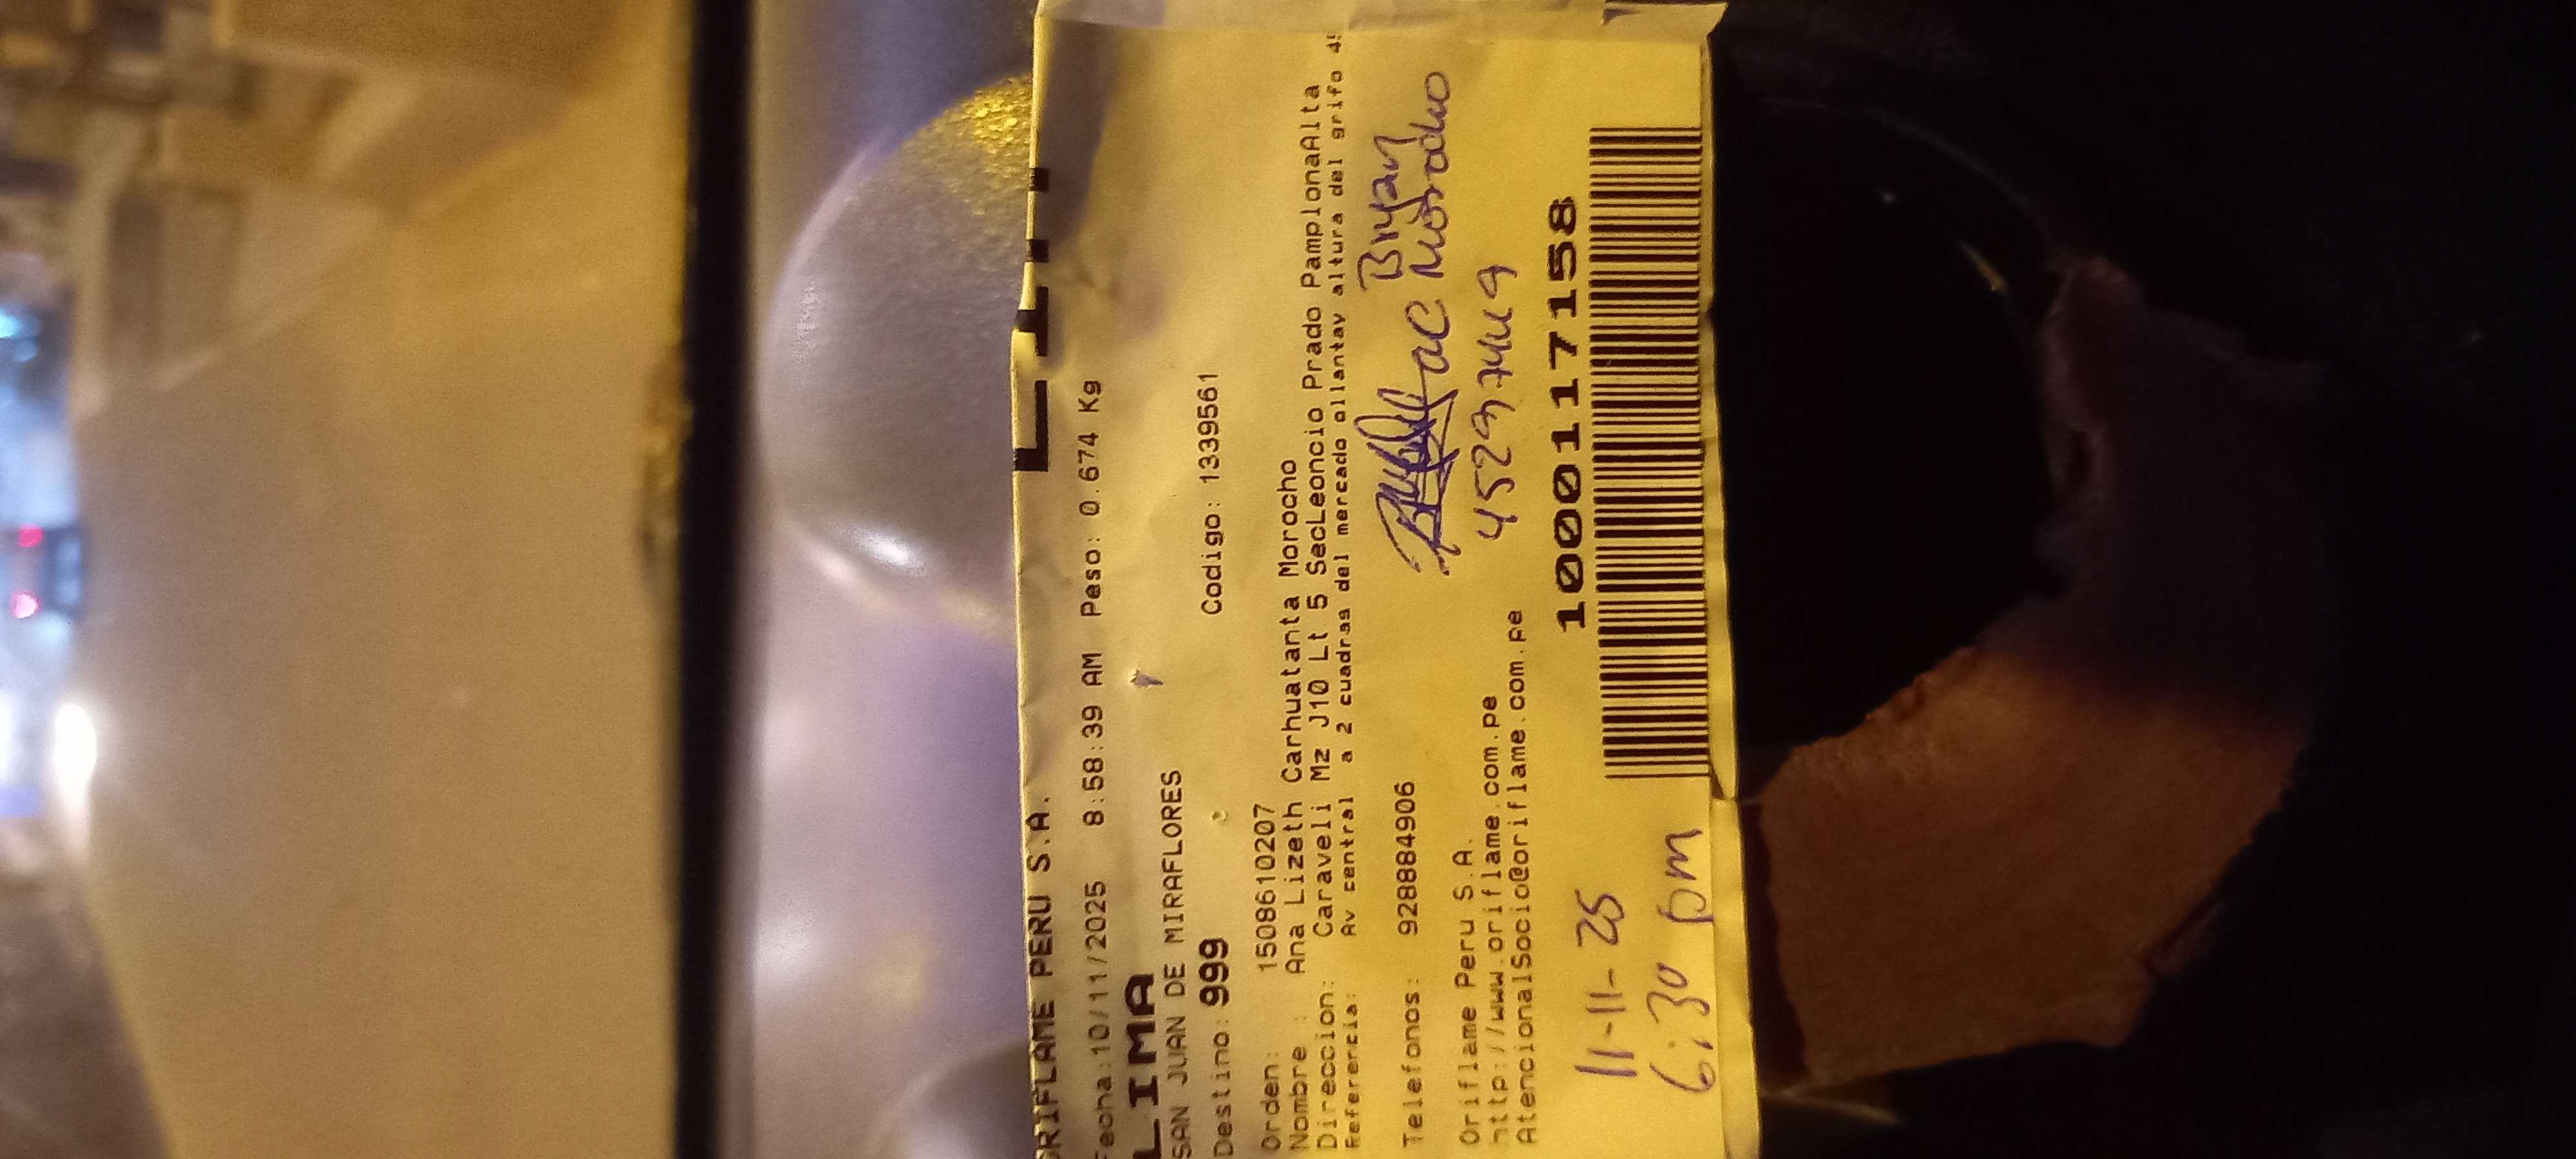 ORIFLAME PERU S.A.
Fecha:10/11/2025 8:58:39 AM Peso: 0.674 Kg
LIMA
SAN JUAN DE MIRAFLORES
Destino: 999 Codigo: 1339561
Orden: 1508610207
Nombre : Ana Lizeth Carhuatanta Morocho
Direccion: Caraveli Mz J10 Lt 5 SecLeoncio Prado PamplonaAlta
Referercia: Av central a 2 cuadras del mercado ollantay altura del grifo
Telefonos: 928884906
Bryan
Morocho
Oriflame Peru S.A.
http://www.oriflame.com.pe
AtencionalSocio@oriflame.com.pe
10001117158
11-11-25
6:30 pm